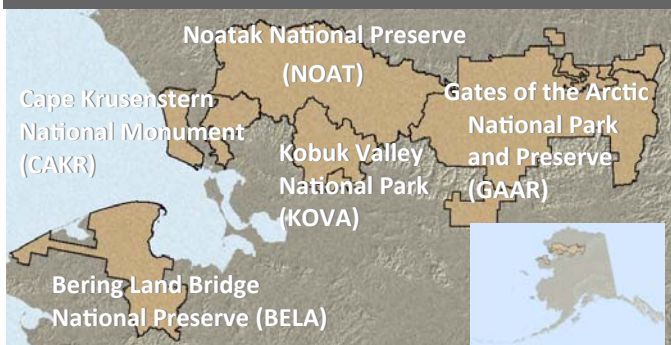 Noatak National Preserve
(NOAT)
Cape Krusenstern
National Monument
(CAKR)
Gates of the Arctic
National Park
and Preserve
(GAAR)
Kobuk Valley
National Park
(KOVA)
Bering Land Bridge
National Preserve (BELA)